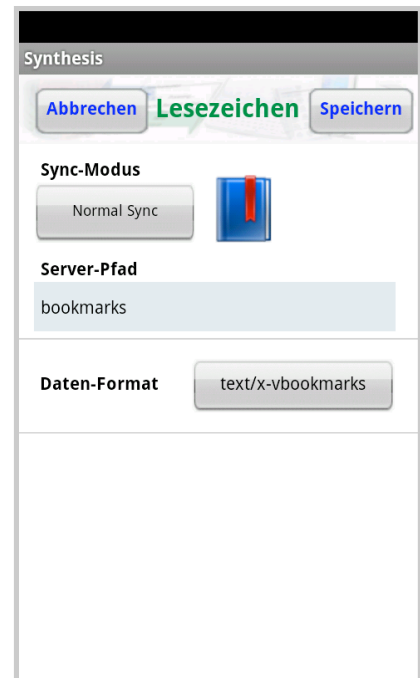 Synthesis
Abbrechen Lesezeichen Speichern
Sync-Modus
Normal Sync
Server-Pfad
bookmarks
Daten-Format text/x-vbookmarks